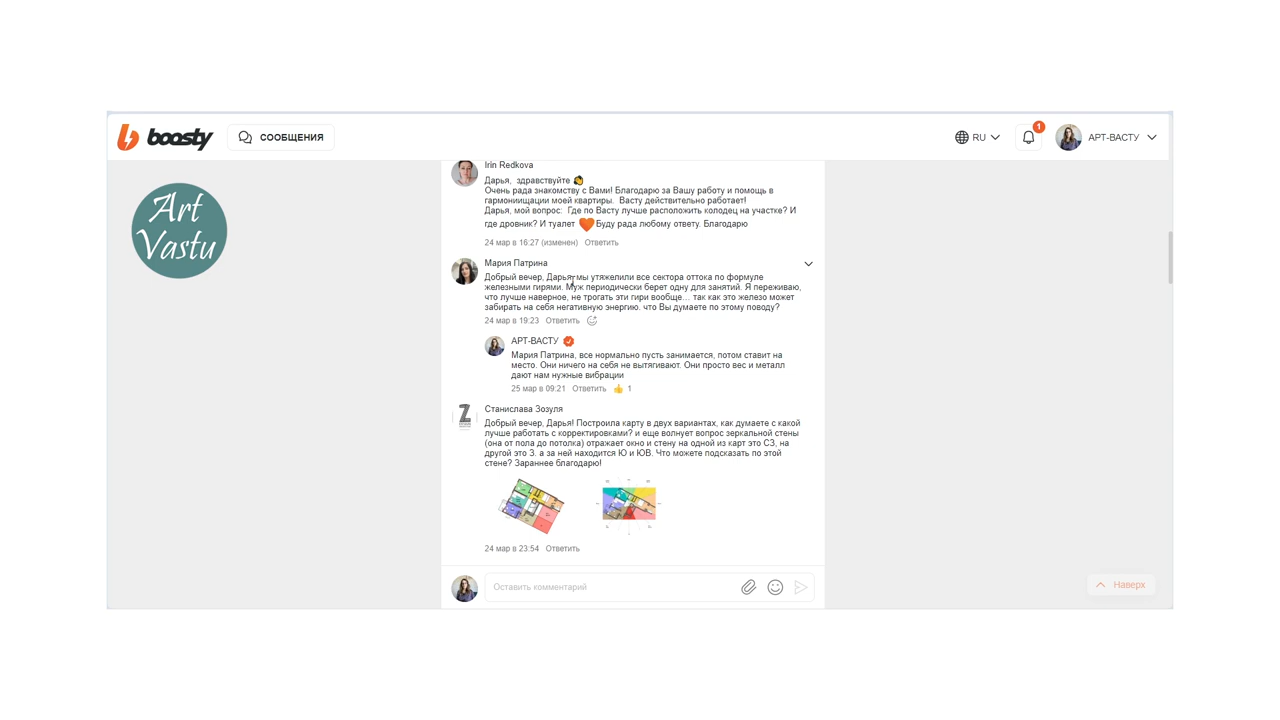 boosty
СООБЩЕНИЯ
RU
1
АРТ-ВАСТУ
Art
Vastu
Irin Redkova
Дарья, здравствуйте
Очень рада знакомству с Вами! Благодарю за Вашу работу и помощь в
гармониищации моей квартиры. Васту действительно работает!
Дарья, мой вопрос: Где по Васту лучше расположить колодец на участке? И
где дровник? И туалет 🧡Буду рада любому ответу. Благодарю
24 мар в 16:27 (изменен) Ответить
Мария Патрина
Добрый вечер, Дарья, мы утяжелили все сектора оттока по формуле
железными гирями. Муж периодически берет одну для занятий. Я переживаю,
что лучше наверное, не трогать эти гири вообще... так как это железо может
забирать на себя негативную энергию. что Вы думаете по этому поводу?
24 мар в 19:23 Ответить
АРТ-ВАСТУ
Мария Патрина, все нормально пусть занимается, потом ставит на
место. Они ничего на себя не вытягивают. Они просто вес и металл
дают нам нужные вибрации
25 мар в 09:21 Ответить 👍 1
Станислава Зозуля
Добрый вечер, Дарья! Построила карту в двух вариантах, как думаете с какой
лучше работать с корректировками? и еще волнует вопрос зеркальной стены
(она от пола до потолка) отражает окно и стену на одной из карт это СЗ, на
другой это З. а за ней находится Ю и ЮВ. Что можете подсказать по этой
стене? Зараннее благодарю!
24 мар в 23:54 Ответить
Оставить комментарий
Наверх